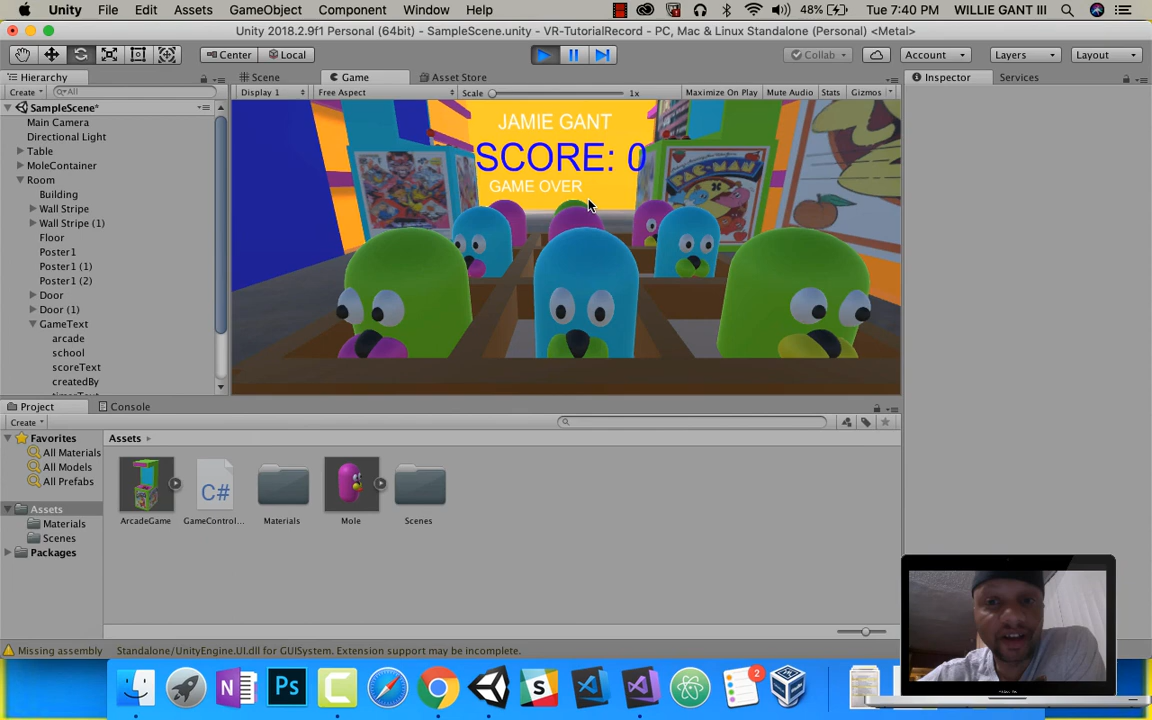 Unity File Edit Assets GameObject Component Window Help 48% Tue 7:40 PM WILLIE GANT III
Unity 2018.2.9f1 Personal (64bit) - SampleScene.unity - VR-TutorialRecord - PC, Mac & Linux Standalone (Personal) <Metal>
Center Local Collab Account Layers Layout
Hierarchy Scene Game Asset Store Inspector Services
Create All Display 1 Free Aspect Scale 1x Maximize On Play Mute Audio Stats Gizmos
SampleScene*
Main Camera
Directional Light
Table
MoleContainer
Room
Building
Wall Stripe
Wall Stripe (1)
Floor
Poster1
Poster1 (1)
Poster1 (2)
Door
Door (1)
GameText
arcade
school
scoreText
createdBy
timerText
JAMIE GANT
SCORE: 0
GAME OVER
PAC-MAN
Project Console
Create
Favorites
All Materials
All Models
All Prefabs
Assets
Materials
Scenes
Packages
Assets
ArcadeGame GameControl... Materials Mole Scenes
Missing assembly Standalone/UnityEngine.UI.dll for GUISystem. Extension support may be incomplete.
N Ps C S 2